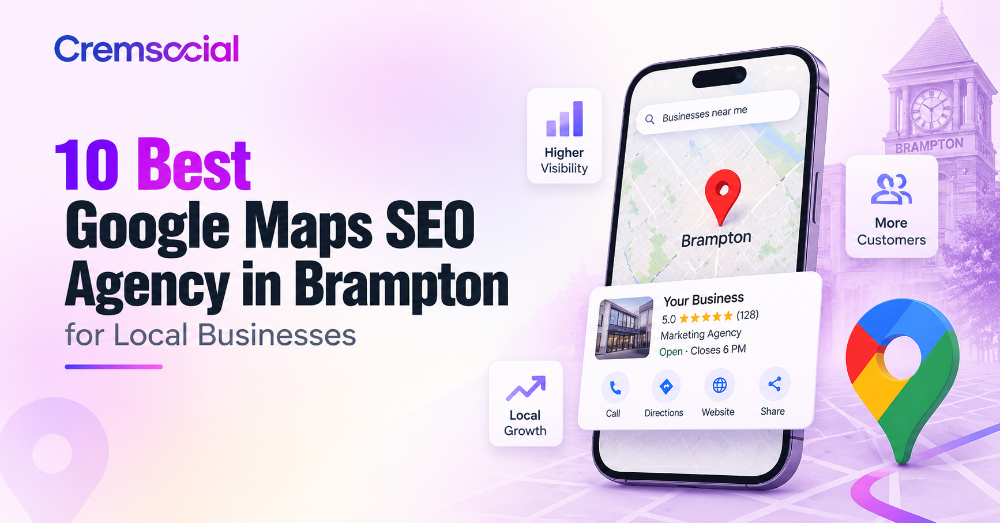 Cremsocial
10 Best
Google Maps SEO
Agency in Brampton
for Local Businesses
Higher
Visibility
Businesses near me
Brampton
BRAMPTON
More
Customers
Your Business
5.0 ★★★★★ (128)
Marketing Agency
Open · Closes 6 PM
Call
Directions
Website
Share
Local
Growth